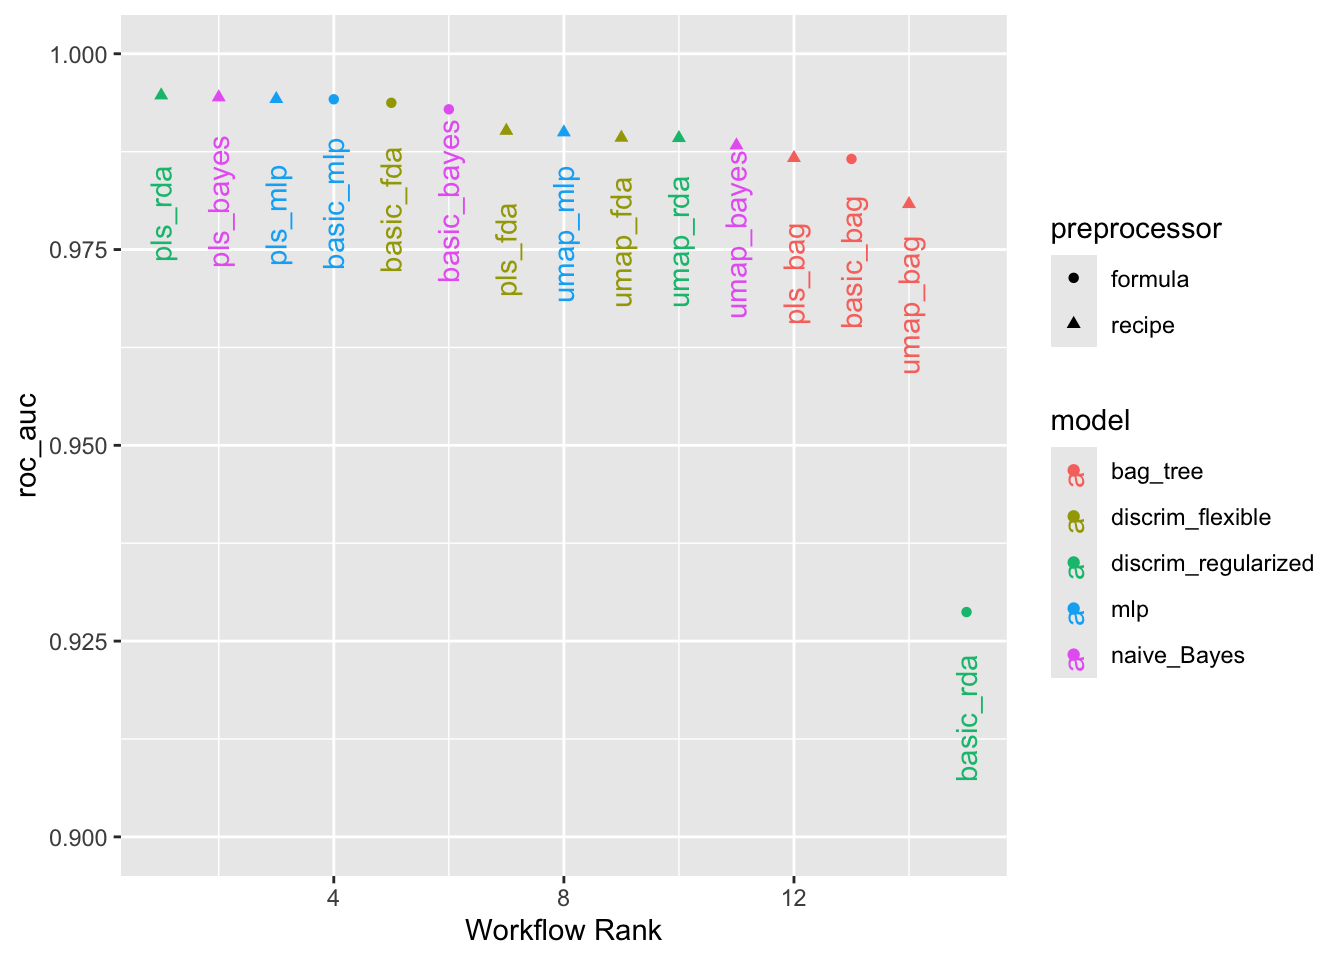 1.000
0.975
0.950
0.925
0.900
roc_auc
pls_rda
pls_bayes
pls_mlp
basic_mlp
basic_fda
basic_bayes
pls_fda
umap_mlp
umap_fda
umap_rda
umap_bayes
pls_bag
basic_bag
umap_bag
basic_rda
4
8
12
Workflow Rank
preprocessor
formula
recipe
model
a bag_tree
a discrim_flexible
a discrim_regularized
a mlp
a naive_Bayes